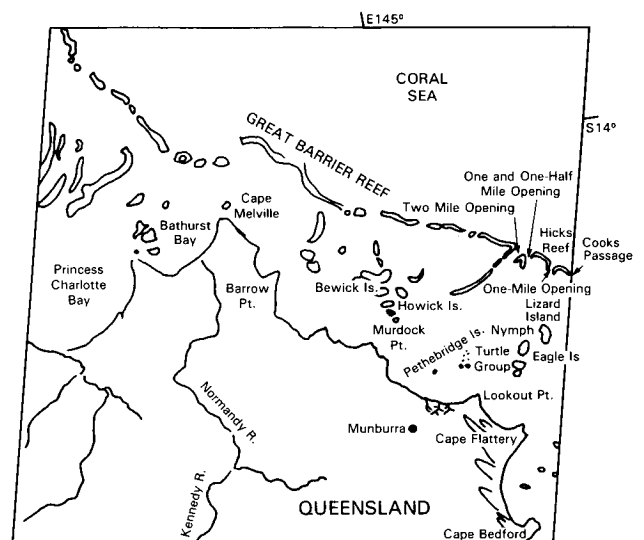 E145°
CORAL
SEA
S14°
GREAT BARRIER REEF
One and One-Half
Mile Opening
Two Mile Opening
Cape
Melville
Hicks
Reef
Cooks
Passage
Bathurst
Bay
Princess
Charlotte
Bay
Barrow
Pt.
Bewick Is.
One-Mile Opening
Lizard
Island
Howick Is.
Murdock
Pt.
Nymph
Pethebridge Is.
Turtle
Group
Eagle Is
Lookout Pt.
Normandy R.
Munburra
Cape Flattery
Kennedy R.
QUEENSLAND
Cape Bedford